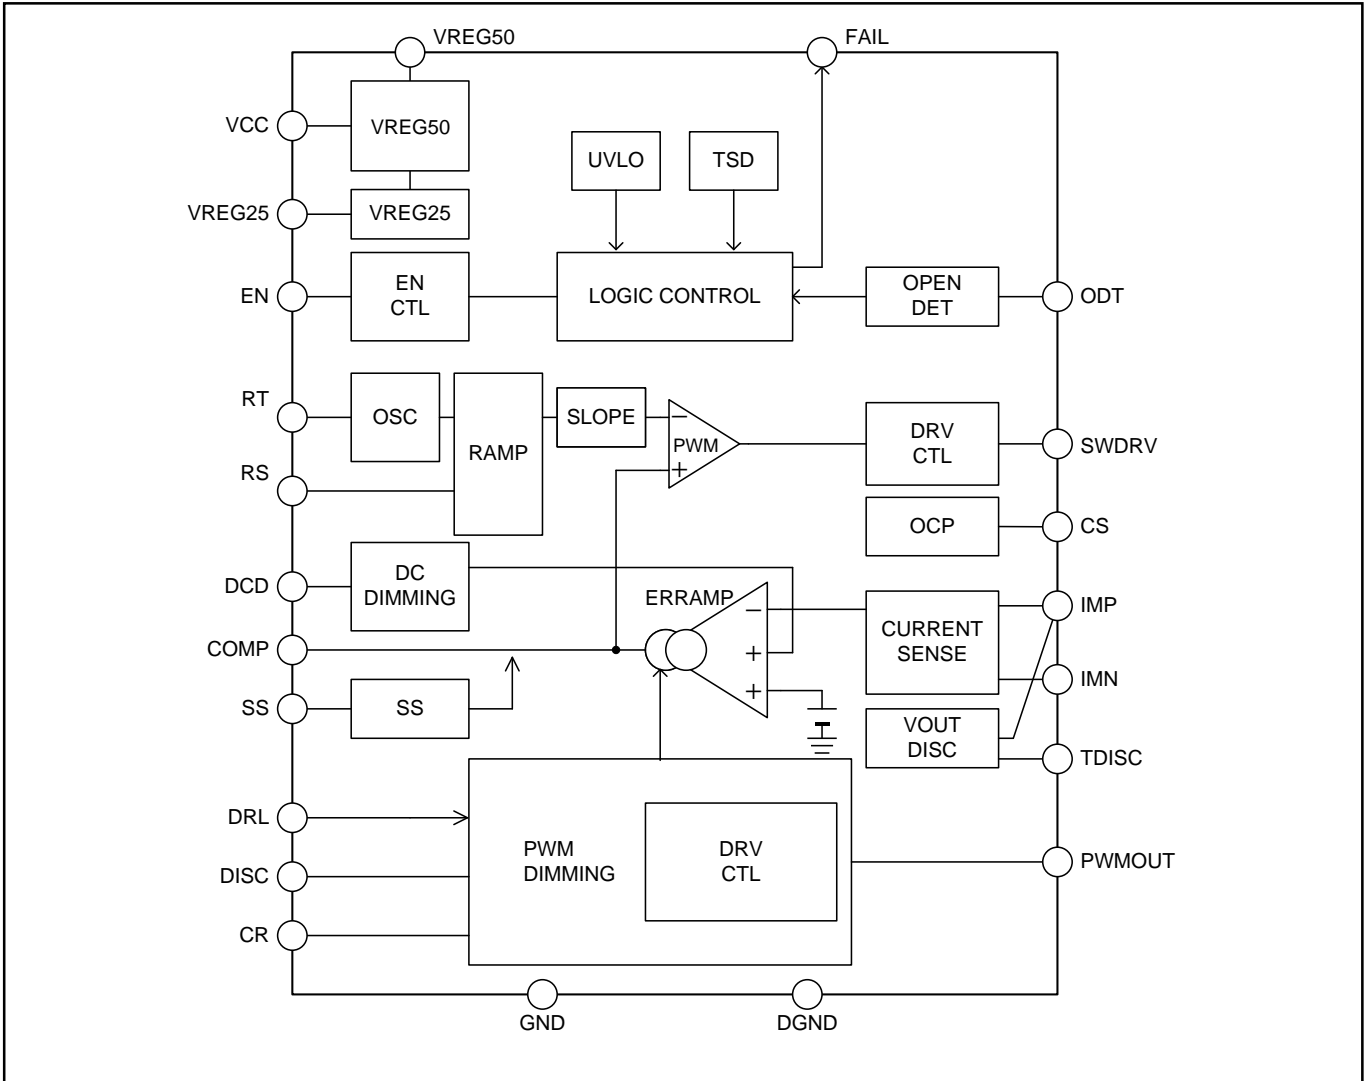 VREG50
FAIL
VCC
VREG50
UVLO
TSD
VREG25
VREG25
EN
EN
CTL
LOGIC CONTROL
OPEN
DET
ODT
RT
OSC
RAMP
SLOPE
−
PWM
+
DRV
CTL
SWDRV
RS
OCP
CS
DCD
DC
DIMMING
ERRAMP
−
+
+
CURRENT
SENSE
IMP
IMN
COMP
SS
SS
VOUT
DISC
TDISC
DRL
DISC
CR
PWM
DIMMING
DRV
CTL
PWMOUT
GND
DGND